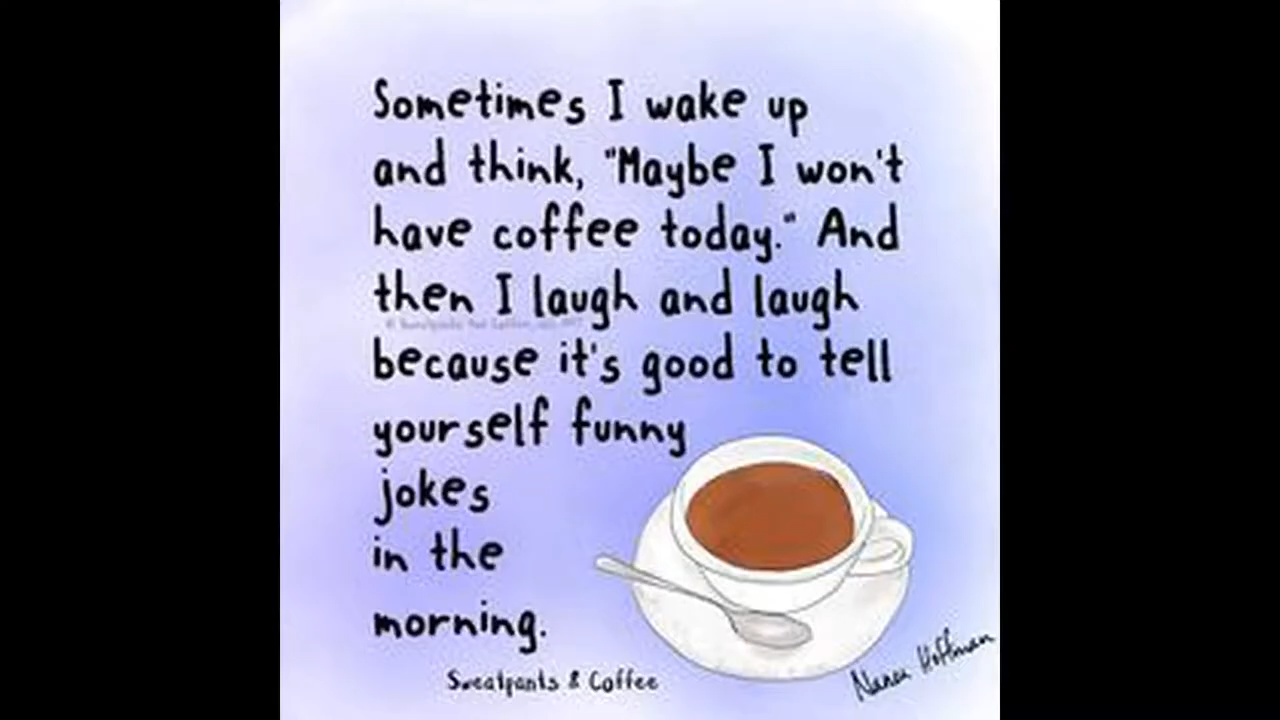 Sometimes I wake up
and think, "Maybe I won't
have coffee today." And
then I laugh and laugh
because it's good to tell
yourself funny
jokes
in the
morning.
Sweatpants & Coffee
Hoffman